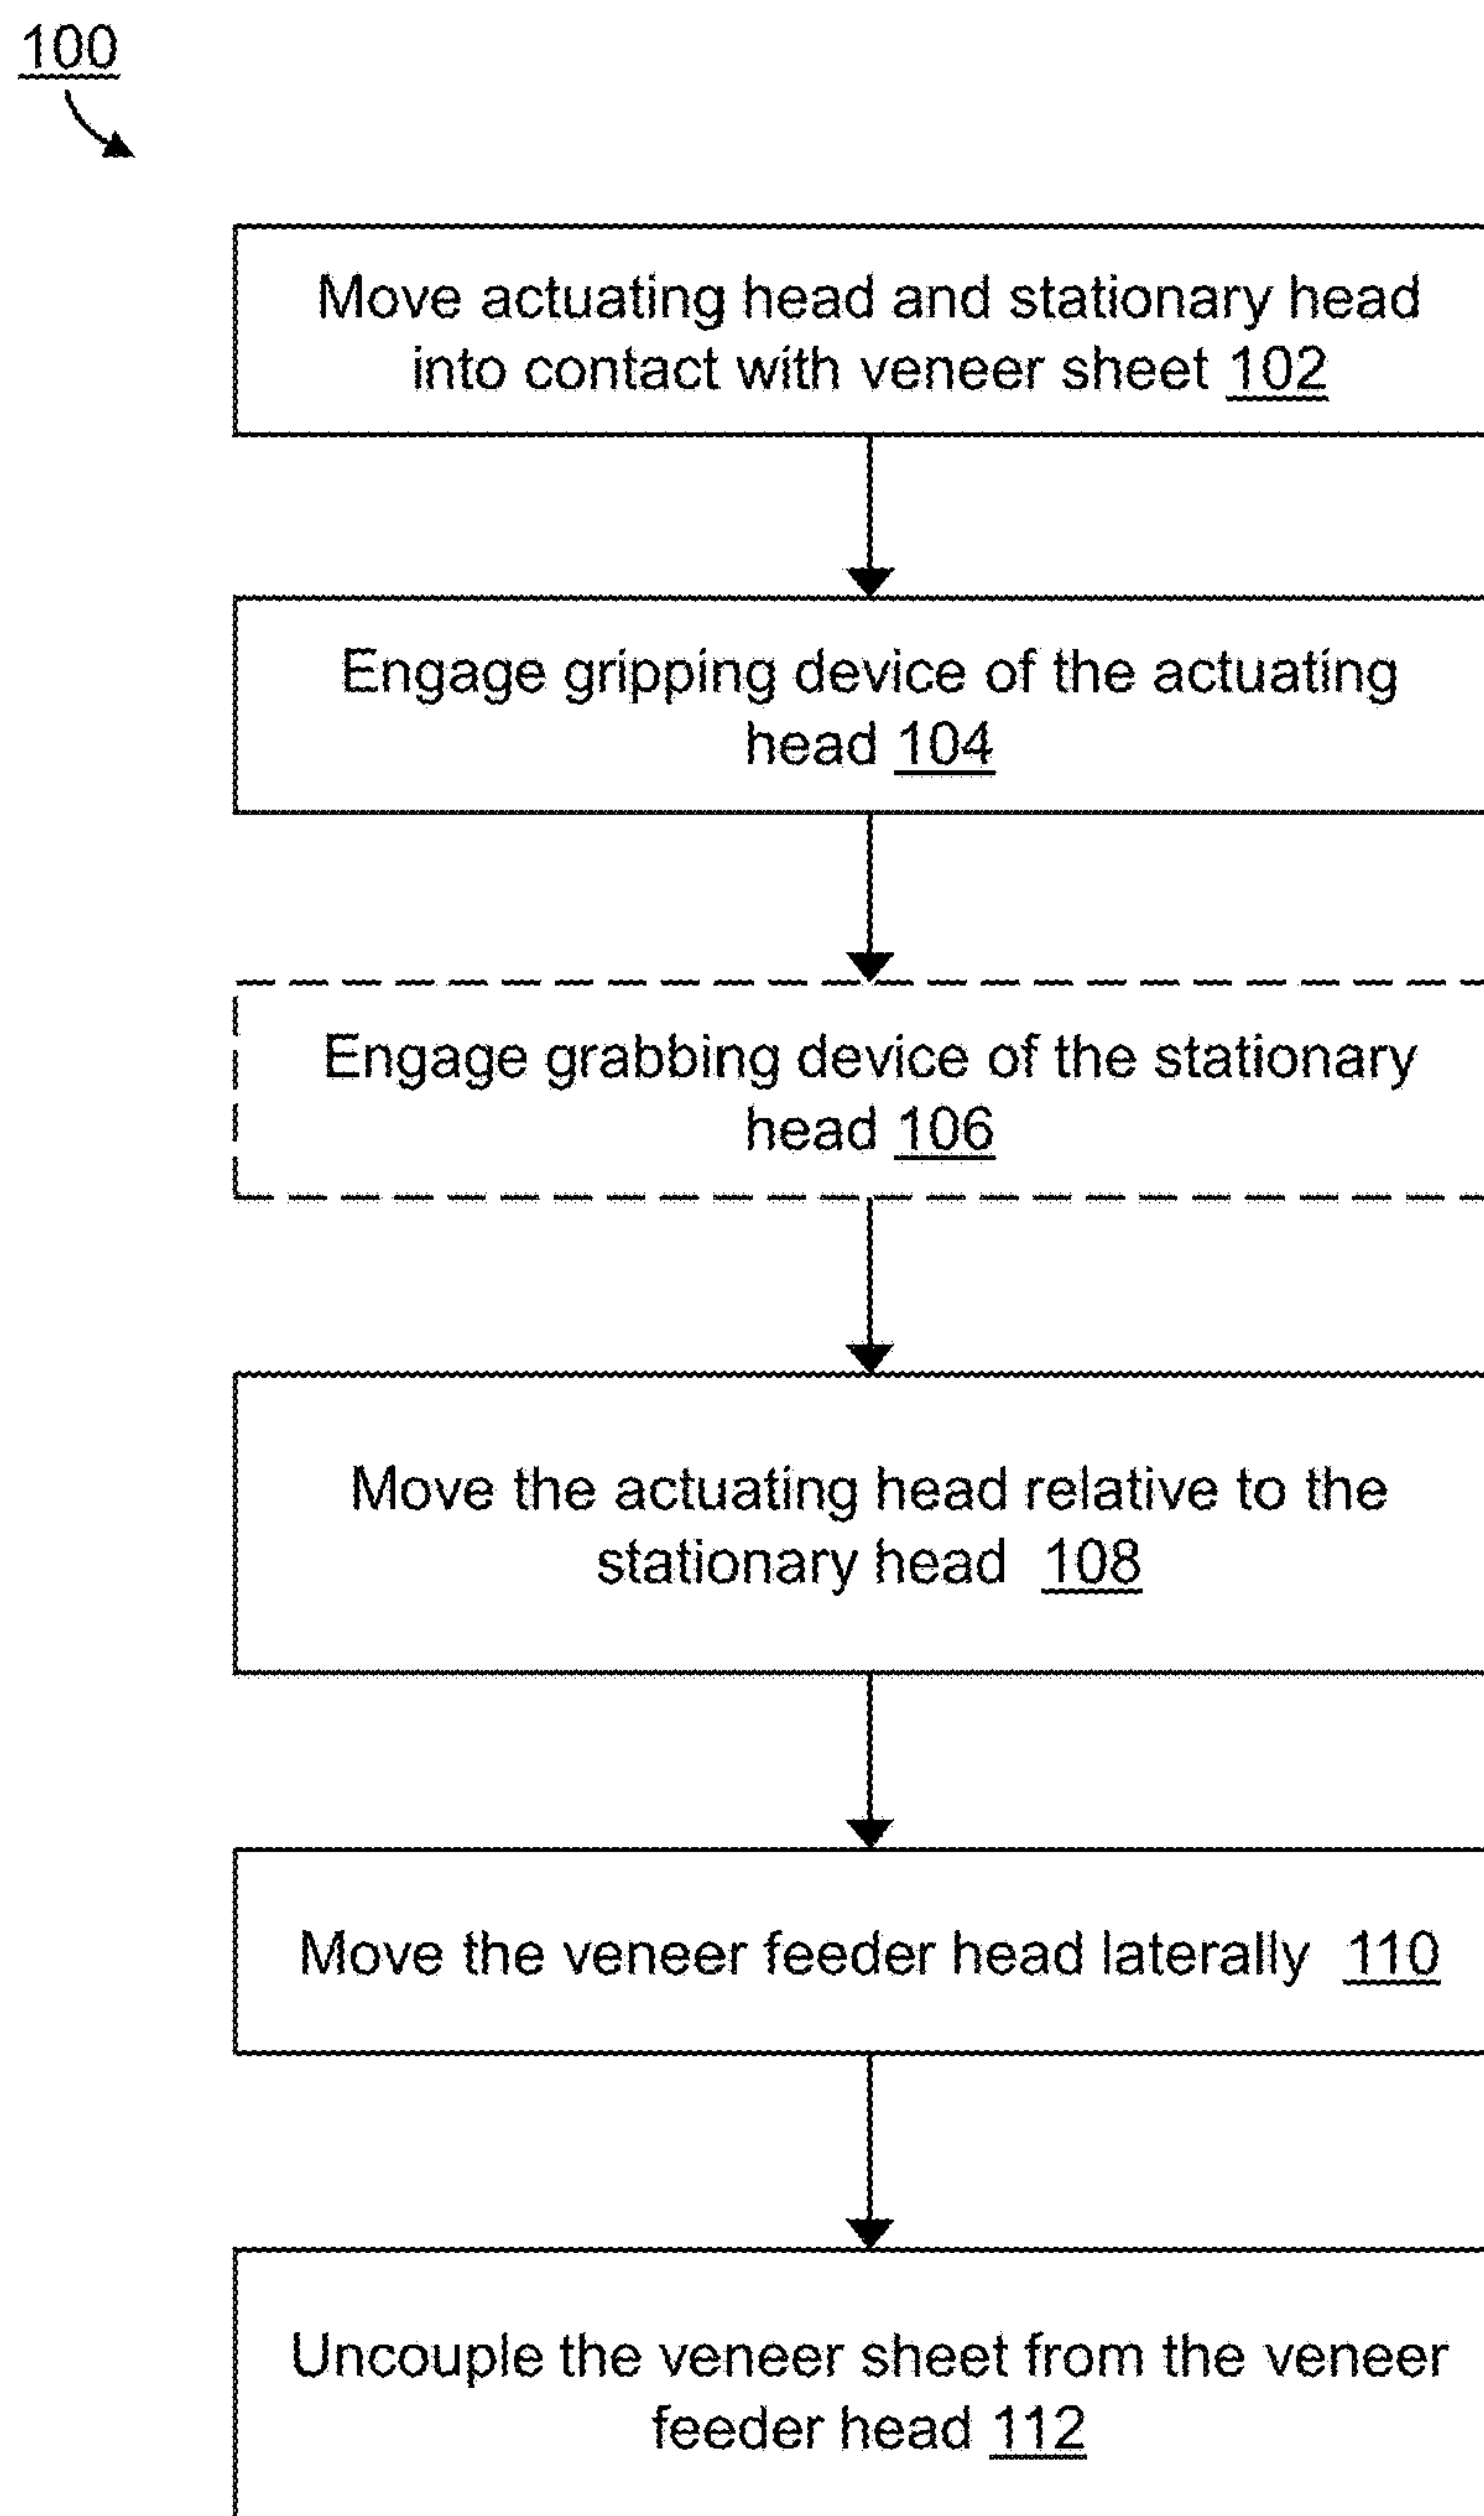 100
Move actuating head and stationary head
into contact with veneer sheet 102
Engage gripping device of the actuating
head 104
Engage grabbing device of the stationary
head 106
Move the actuating head relative to the
stationary head 108
Move the veneer feeder head laterally 110
Uncouple the veneer sheet from the veneer
feeder head 112